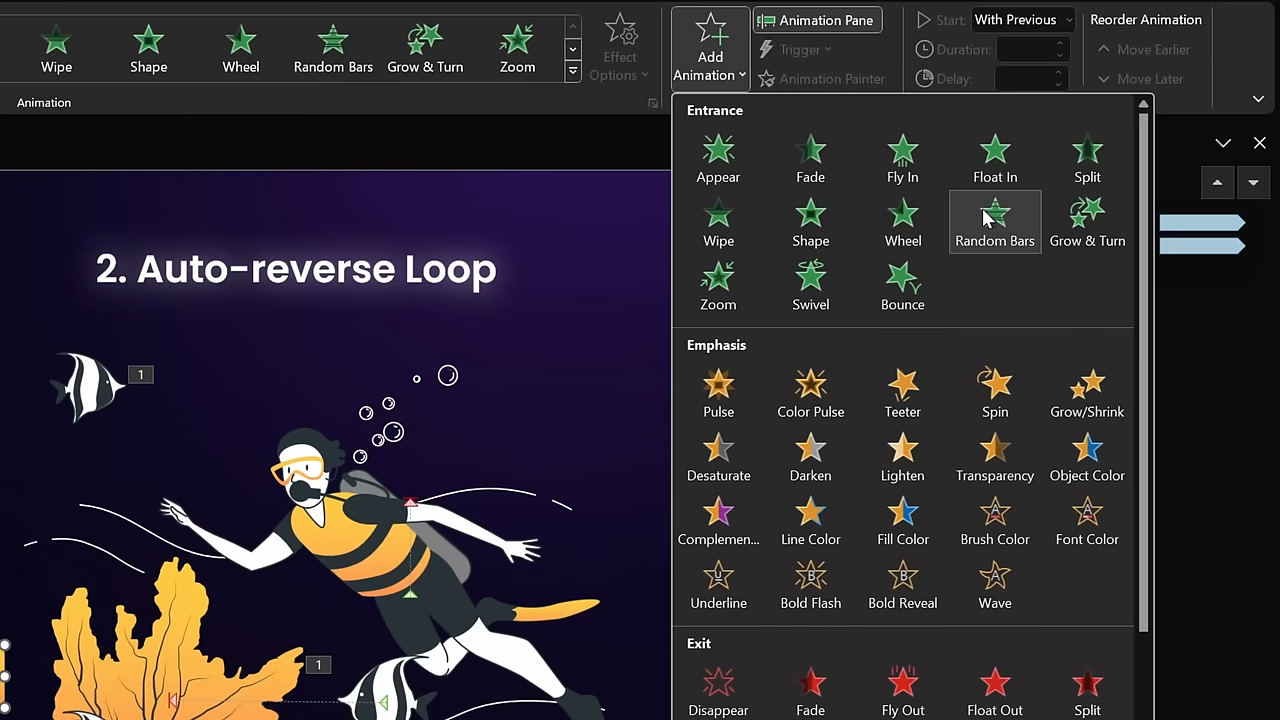 Wipe Shape Wheel Random Bars Grow & Turn Zoom
Effect
Options
Animation
Add
Animation
Animation Pane
Trigger
Animation Painter
Start: With Previous
Duration:
Delay:
Reorder Animation
Move Earlier
Move Later
Entrance
Appear Fade Fly In Float In Split
Wipe Shape Wheel Random Bars Grow & Turn
Zoom Swivel Bounce
Emphasis
Pulse Color Pulse Teeter Spin Grow/Shrink
Desaturate Darken Lighten Transparency Object Color
Complemen... Line Color Fill Color Brush Color Font Color
Underline Bold Flash Bold Reveal Wave
Exit
Disappear Fade Fly Out Float Out Split
2. Auto-reverse Loop
1
1